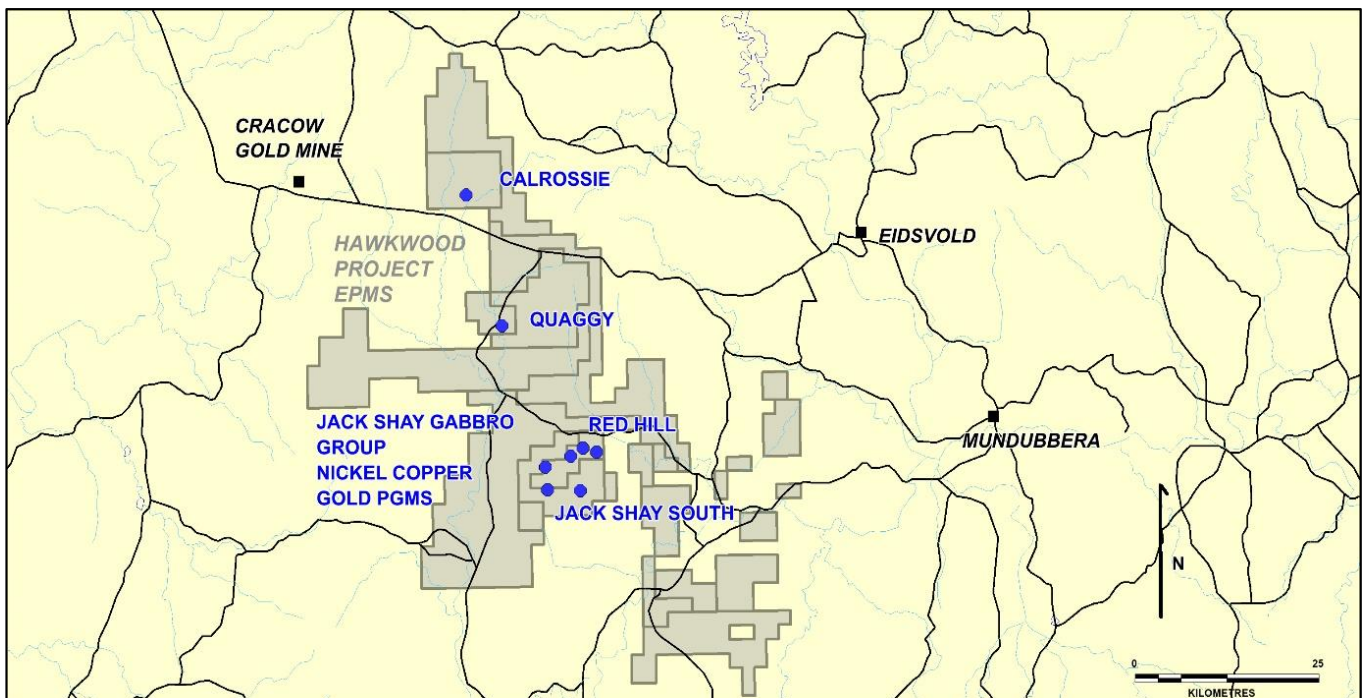 CRACOW
GOLD MINE
CALROSSIE
EIDSVOLD
HAWKWOOD
PROJECT
EPMS
QUAGGY
JACK SHAY GABBRO
GROUP
NICKEL COPPER
GOLD PGMS
RED HILL
MUNDUBBERA
JACK SHAY SOUTH
N
0
25
KILOMETRES